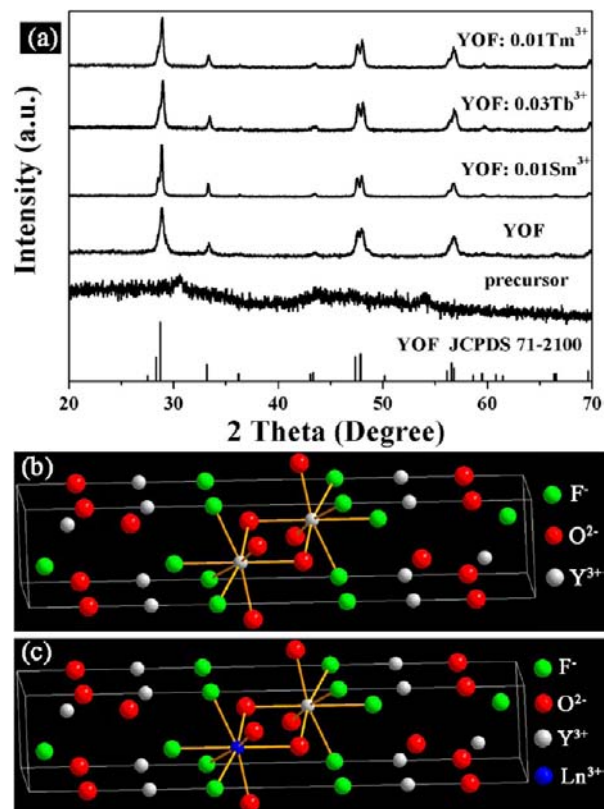 (a)
YOF: 0.01Tm³⁺
YOF: 0.03Tb³⁺
YOF: 0.01Sm³⁺
YOF
precursor
YOF JCPDS 71-2100
Intensity (a.u.)
20 30 40 50 60 70
2 Theta (Degree)
(b)
F⁻
O²⁻
Y³⁺
(c)
F⁻
O²⁻
Y³⁺
Ln³⁺